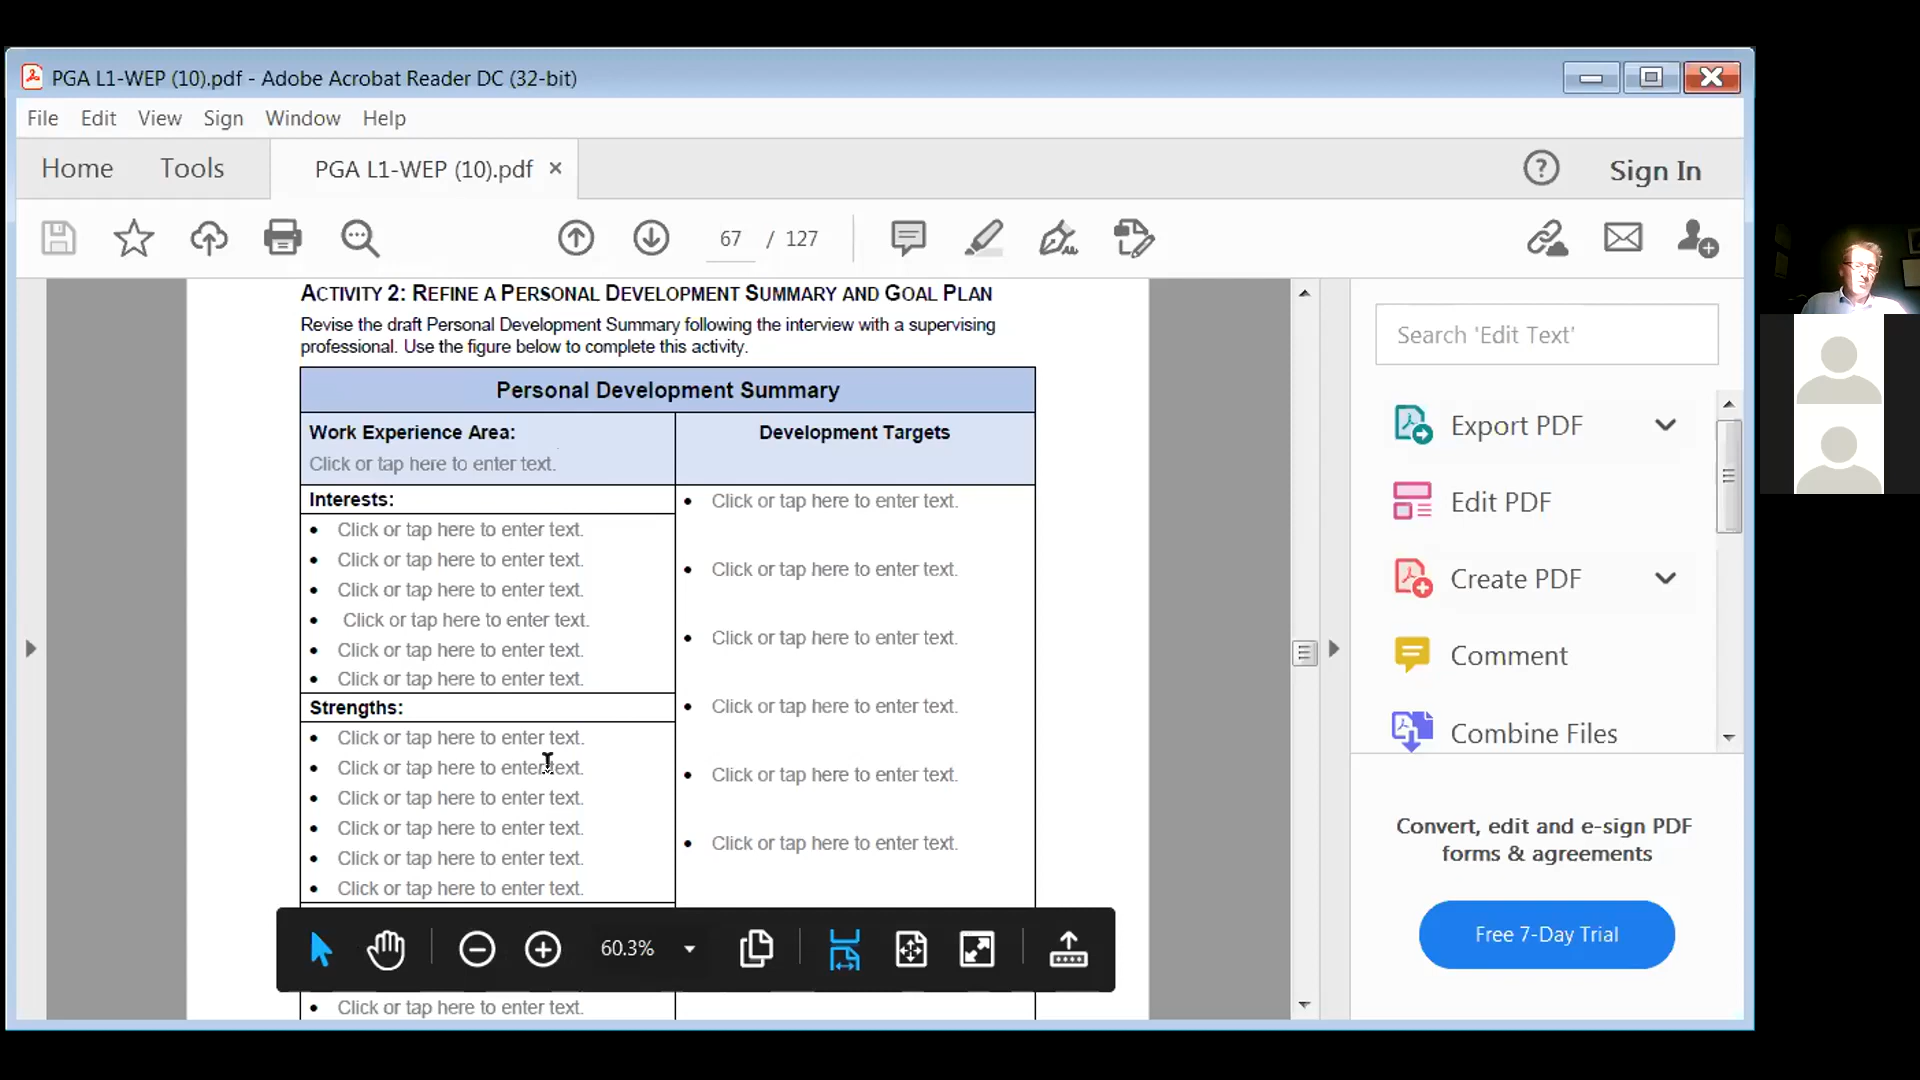 PGA L1-WEP (10).pdf - Adobe Acrobat Reader DC (32-bit)
File Edit View Sign Window Help
Home Tools PGA L1-WEP (10).pdf × ? Sign In
67 / 127
ACTIVITY 2: REFINE A PERSONAL DEVELOPMENT SUMMARY AND GOAL PLAN
Revise the draft Personal Development Summary following the interview with a supervising
professional. Use the figure below to complete this activity.
Personal Development Summary
Work Experience Area:
Click or tap here to enter text.
Development Targets
Interests:
• Click or tap here to enter text.
• Click or tap here to enter text.
• Click or tap here to enter text.
• Click or tap here to enter text.
• Click or tap here to enter text.
• Click or tap here to enter text.
Strengths:
• Click or tap here to enter text.
• Click or tap here to enter text.
• Click or tap here to enter text.
• Click or tap here to enter text.
• Click or tap here to enter text.
• Click or tap here to enter text.
• Click or tap here to enter text.
• Click or tap here to enter text.
• Click or tap here to enter text.
• Click or tap here to enter text.
• Click or tap here to enter text.
• Click or tap here to enter text.
• Click or tap here to enter text.
60.3%
Search 'Edit Text'
Export PDF
Edit PDF
Create PDF
Comment
Combine Files
Convert, edit and e-sign PDF
forms & agreements
Free 7-Day Trial